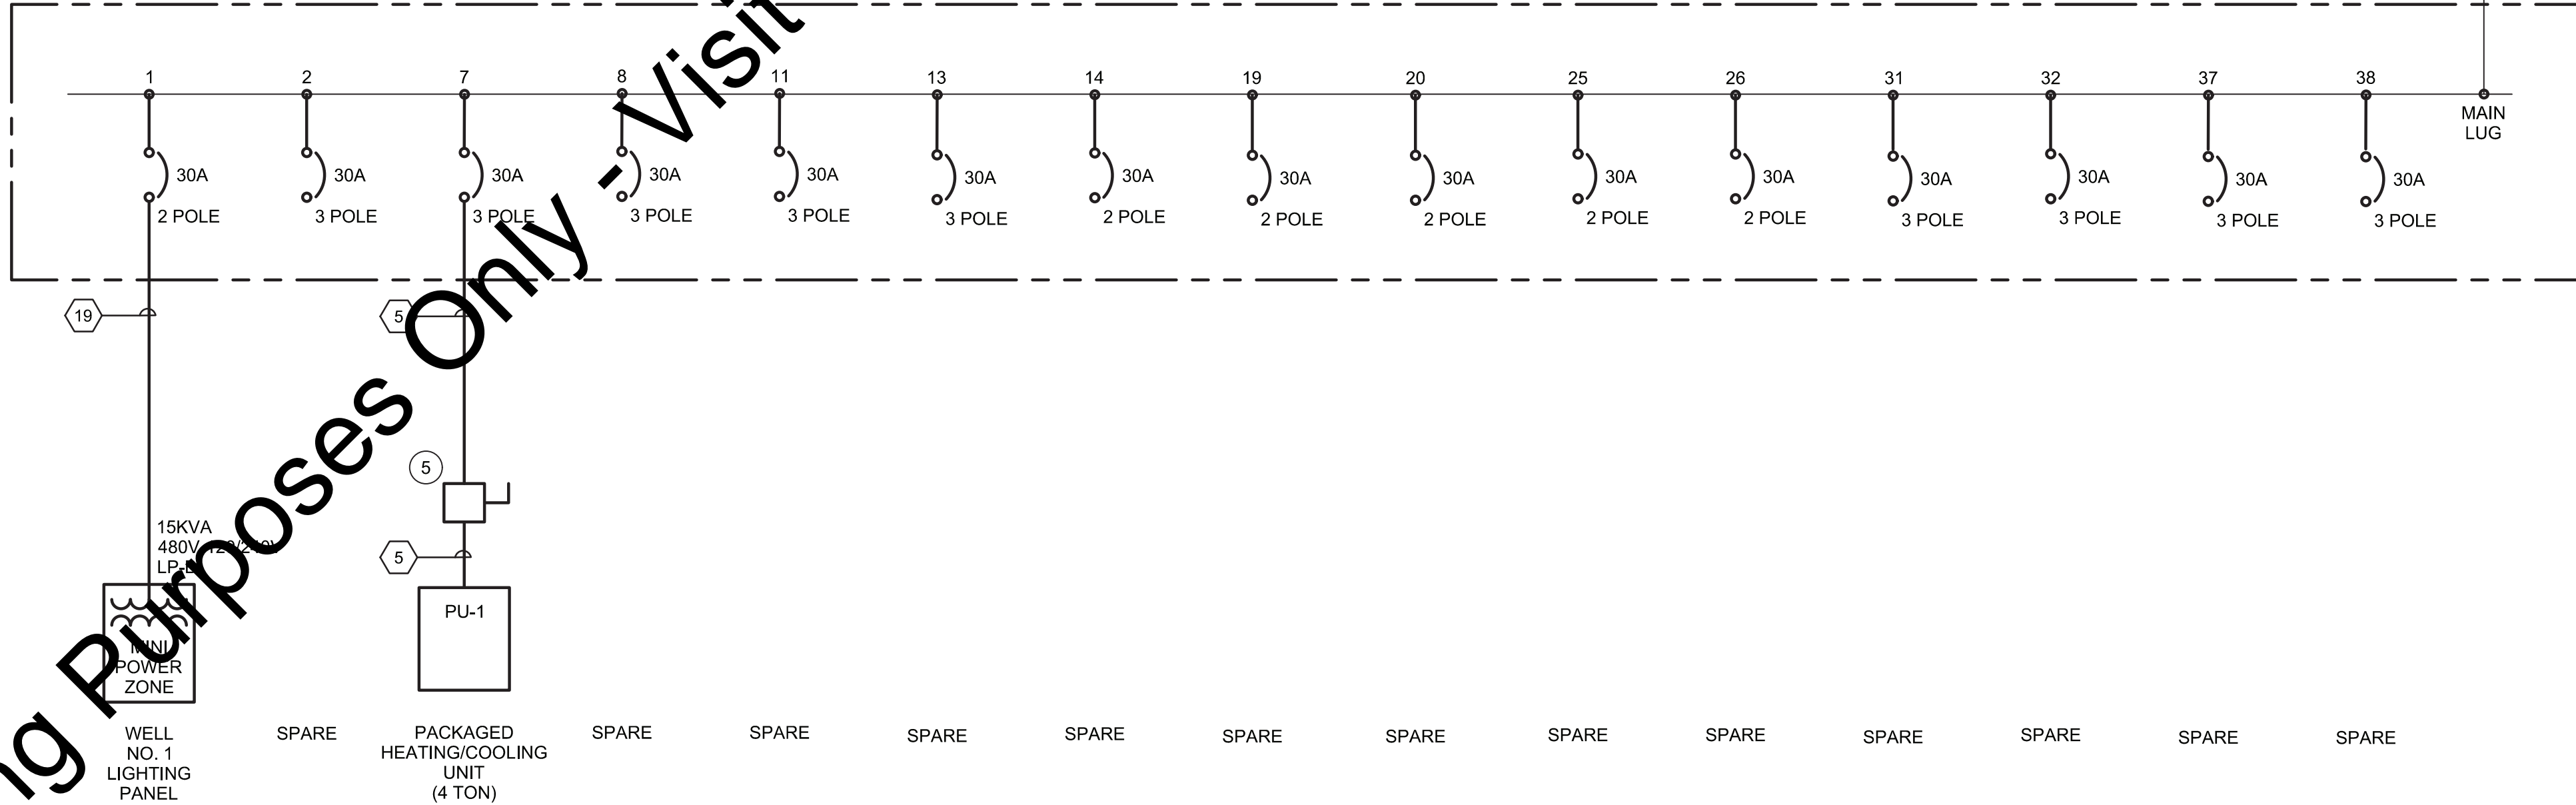 1 2 7 8 11 13 14 19 20 25 26 31 32 37 38
MAIN
LUG
30A 30A 30A 30A 30A 30A 30A 30A 30A 30A 30A 30A 30A 30A 30A
2 POLE 3 POLE 3 POLE 3 POLE 3 POLE 3 POLE 2 POLE 2 POLE 2 POLE 2 POLE 2 POLE 3 POLE 3 POLE 3 POLE 3 POLE
19 5
5
15KVA
480V-120/240V
5
PU-1
MINI
POWER
ZONE
WELL
NO. 1
LIGHTING
PANEL
SPARE
PACKAGED
HEATING/COOLING
UNIT
(4 TON)
SPARE SPARE SPARE SPARE SPARE SPARE SPARE SPARE SPARE SPARE SPARE SPARE
ng Purposes Only - Visit